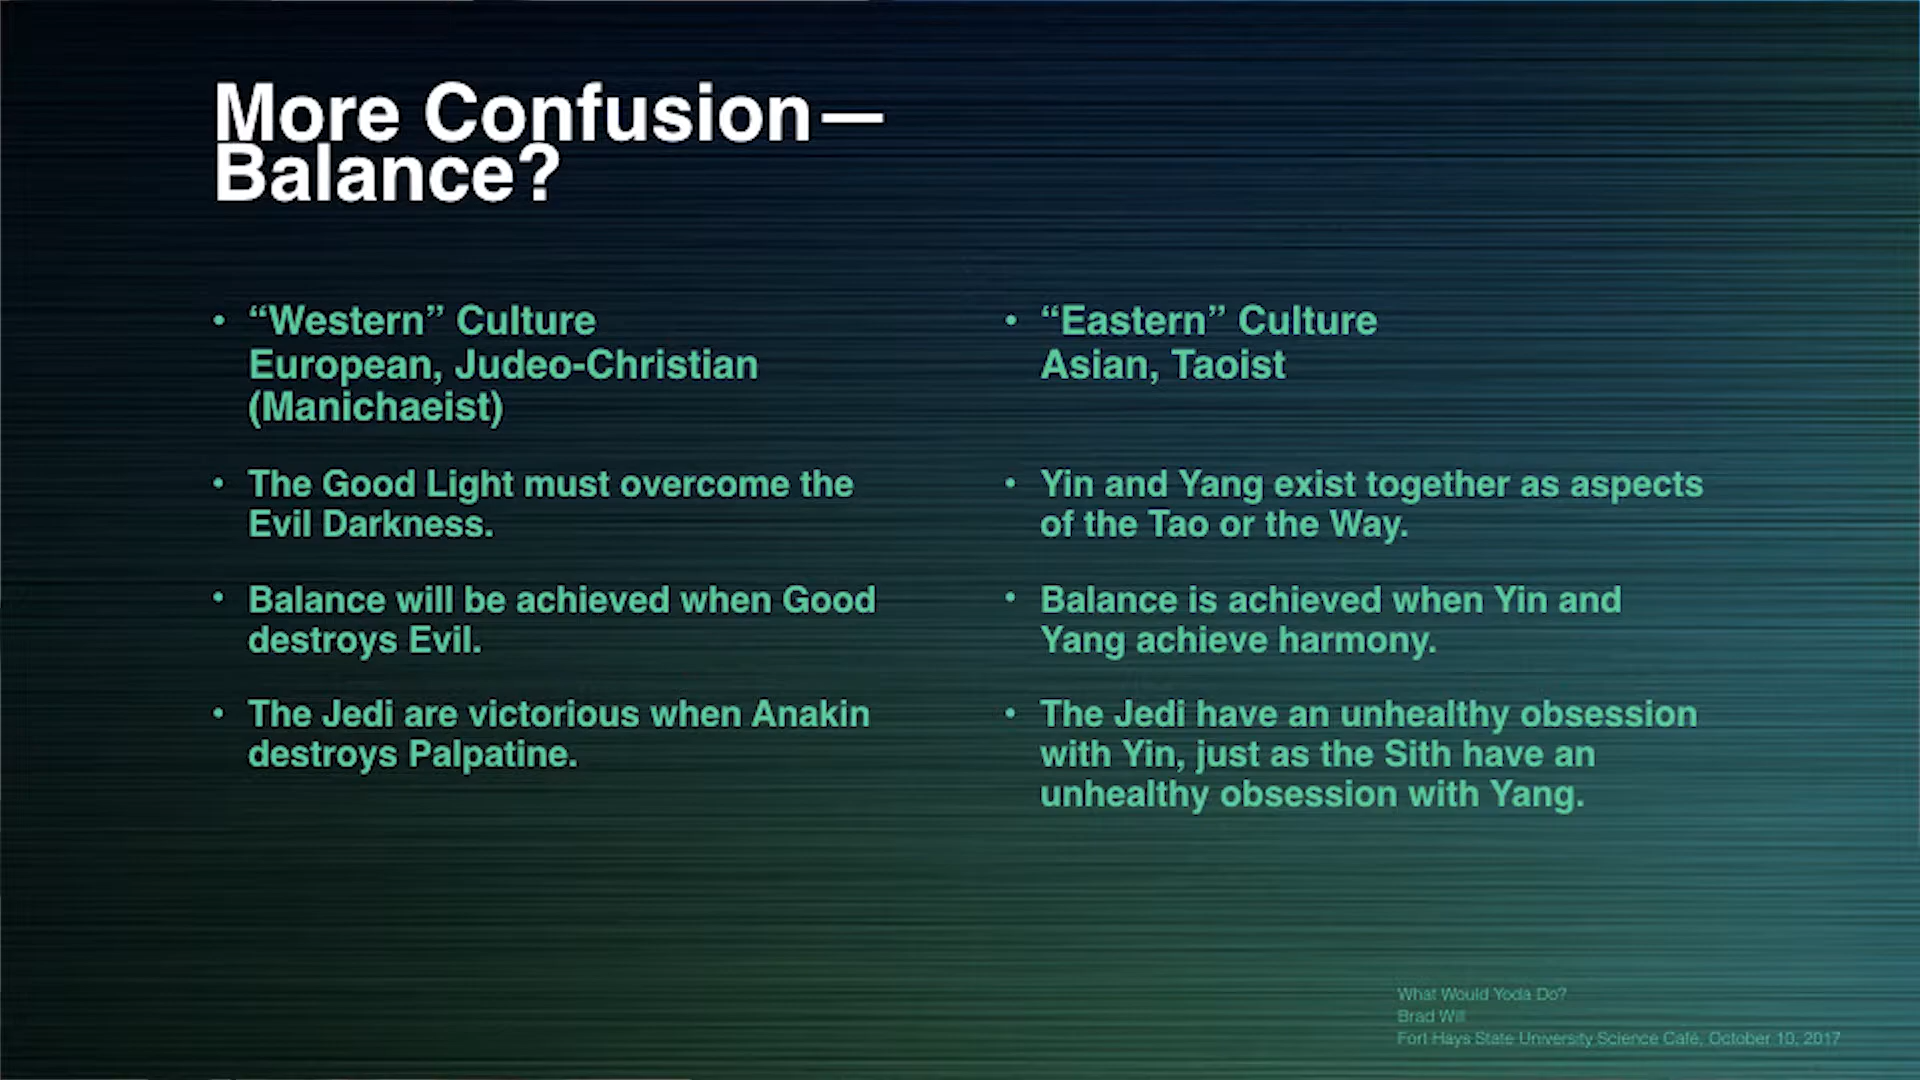 More Confusion—
Balance?
• “Western” Culture
European, Judeo-Christian
(Manichaeist)
• The Good Light must overcome the
Evil Darkness.
• Balance will be achieved when Good
destroys Evil.
• The Jedi are victorious when Anakin
destroys Palpatine.
• “Eastern” Culture
Asian, Taoist
• Yin and Yang exist together as aspects
of the Tao or the Way.
• Balance is achieved when Yin and
Yang achieve harmony.
• The Jedi have an unhealthy obsession
with Yin, just as the Sith have an
unhealthy obsession with Yang.
What Would Yoda Do?
Brad Will
Fort Hays State University Science Café, October 10, 2017